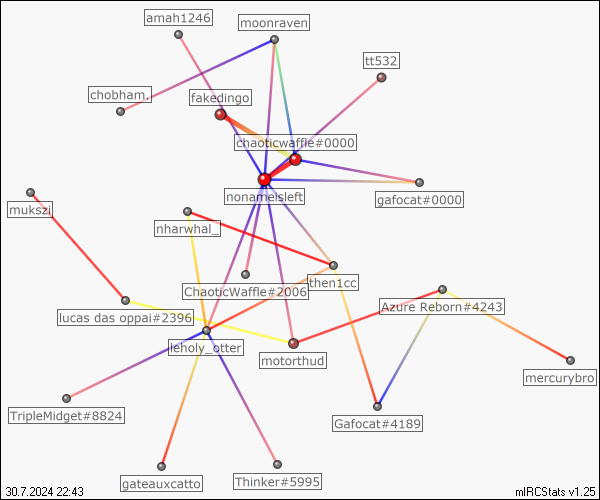 amah1246
moonraven
tt532
chobham.
fakedingo
chaoticwaffle#0000
nonameisleft
gafocat#0000
mukszi
nharwhal_
ChaoticWaffle#2006
then1cc
Azure Reborn#4243
lucas das oppai#2396
leholy_otter
motorthud
mercurybro
TripleMidget#8824
Gafocat#4189
gateauxcatto
Thinker#5995
30.7.2024 22:43
mIRCStats v1.25